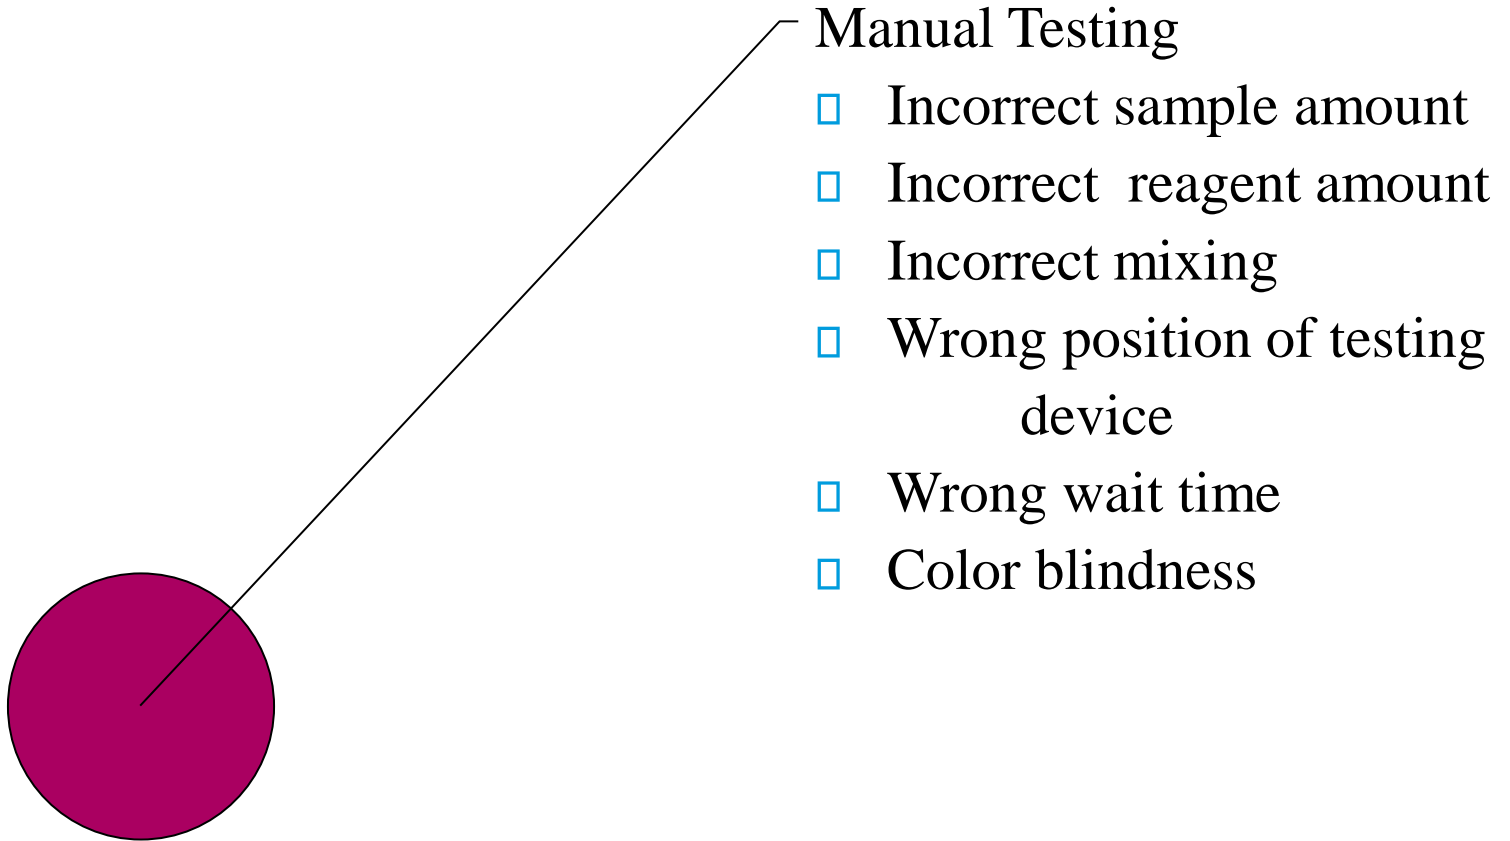 Manual Testing
Incorrect sample amount
Incorrect  reagent amount
Incorrect mixing
Wrong position of testing
device
Wrong wait time
Color blindness